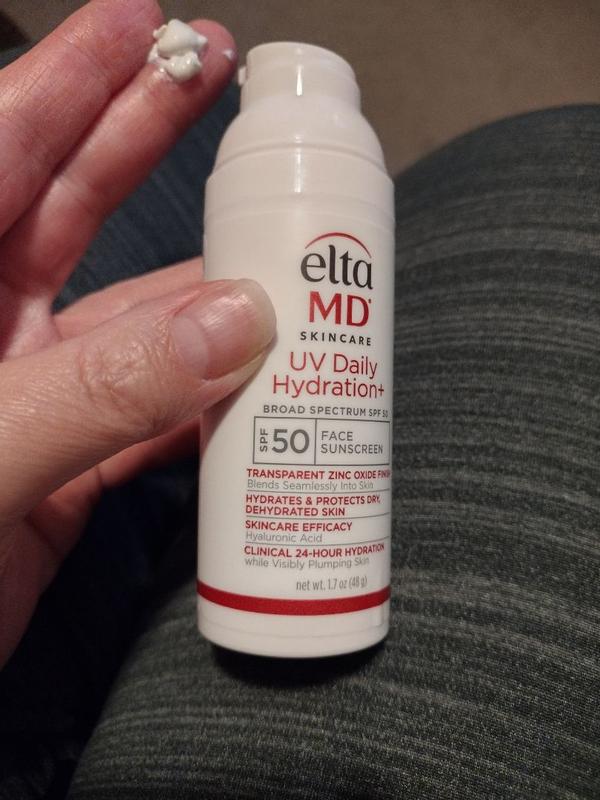 elta
MD
SKINCARE
UV Daily
Hydration+
BROAD SPECTRUM SPF 50
SPF 50 FACE
SUNSCREEN
TRANSPARENT ZINC OXIDE FINISH
Blends Seamlessly Into Skin
HYDRATES & PROTECTS DRY,
DEHYDRATED SKIN
SKINCARE EFFICACY
Hyaluronic Acid
CLINICAL 24-HOUR HYDRATION
while Visibly Plumping Skin
net wt. 1.7 oz (48 g)